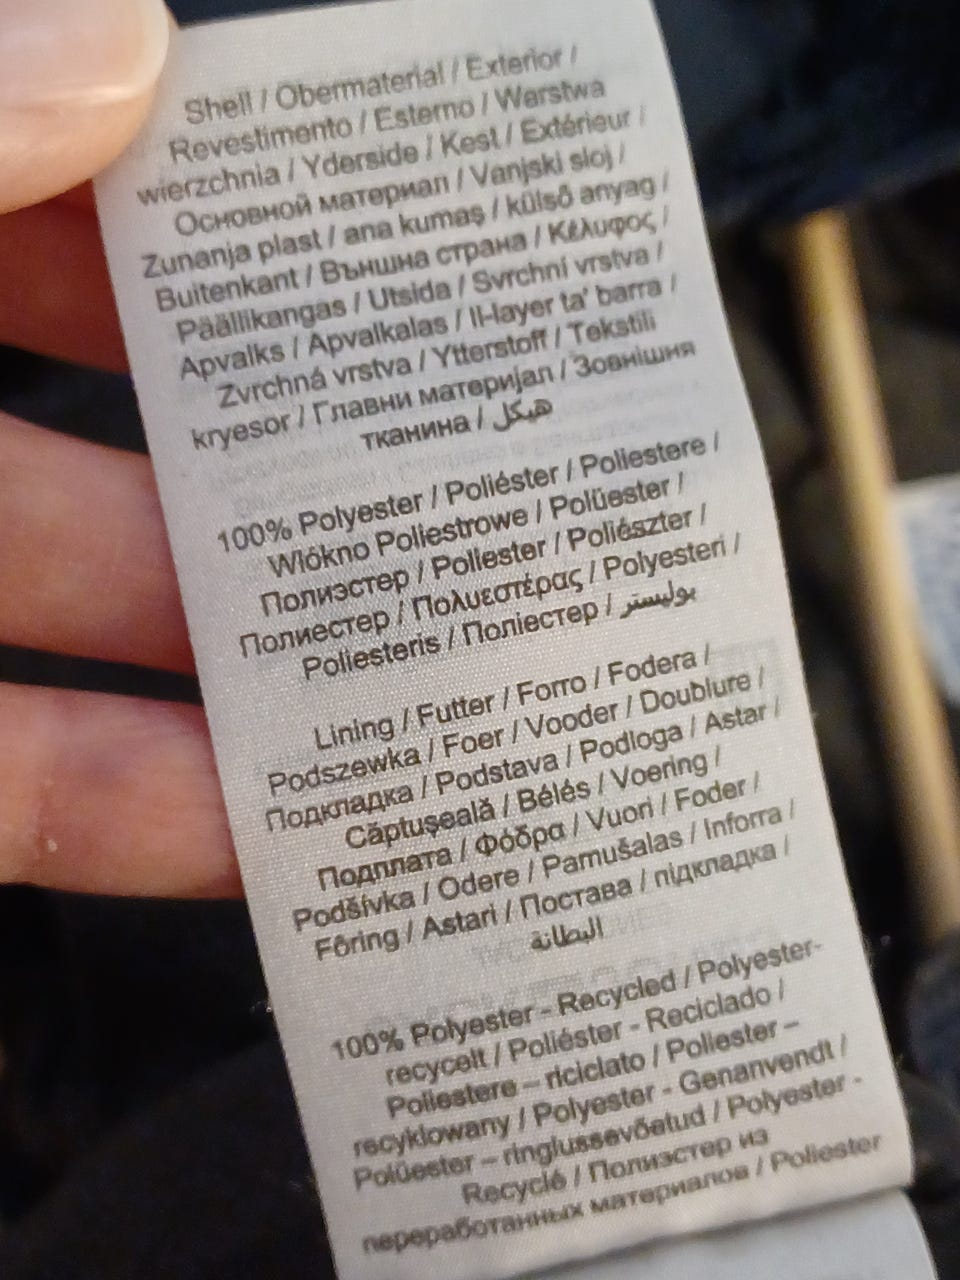 Shell / Obermaterial / Exterior /
Revestimento / Esterno / Warstwa
wierzchnia / Yderside / Kest / Extérieur /
Основной материал / Vanjski sloj /
Zunanja plast / ana kumaş / külső anyag /
Buitenkant / Външна страна / Κέλυφος /
Päällikangas / Utsida / Svrchní vrstva /
Apvalks / Apvalkalas / Il-layer ta' barra /
Zvrchná vrstva / Ytterstoff / Tekstili
kryesor / Главни материјал / Зовнішня
тканина / هيكل
100% Polyester / Poliéster / Poliestere /
Wlókno Poliestrowe / Polüester /
Полиэстер / Poliester / Poliészter /
Полиестер / Πολυεστέρας / Polyesteri /
Poliesteris / Поліестер / بوليستر
Lining / Futter / Forro / Fodera /
Podszewka / Foer / Vooder / Doublure /
Подкладка / Podstava / Podloga / Astar /
Căptuşeală / Bélés / Voering /
Подплата / Φόδρα / Vuori / Foder /
Podšívka / Odere / Pamušalas / Inforra /
Fôring / Astari / Постава / підкладка /
البطانة
100% Polyester - Recycled / Polyester-
recycelt / Poliéster - Reciclado /
Poliestere – riciclato / Poliester –
recyklowany / Polyester - Genanvendt /
Polüester – ringlussevõetud / Polyester -
Recyclé / Полиэстер из
переработанных материалов / Poliester